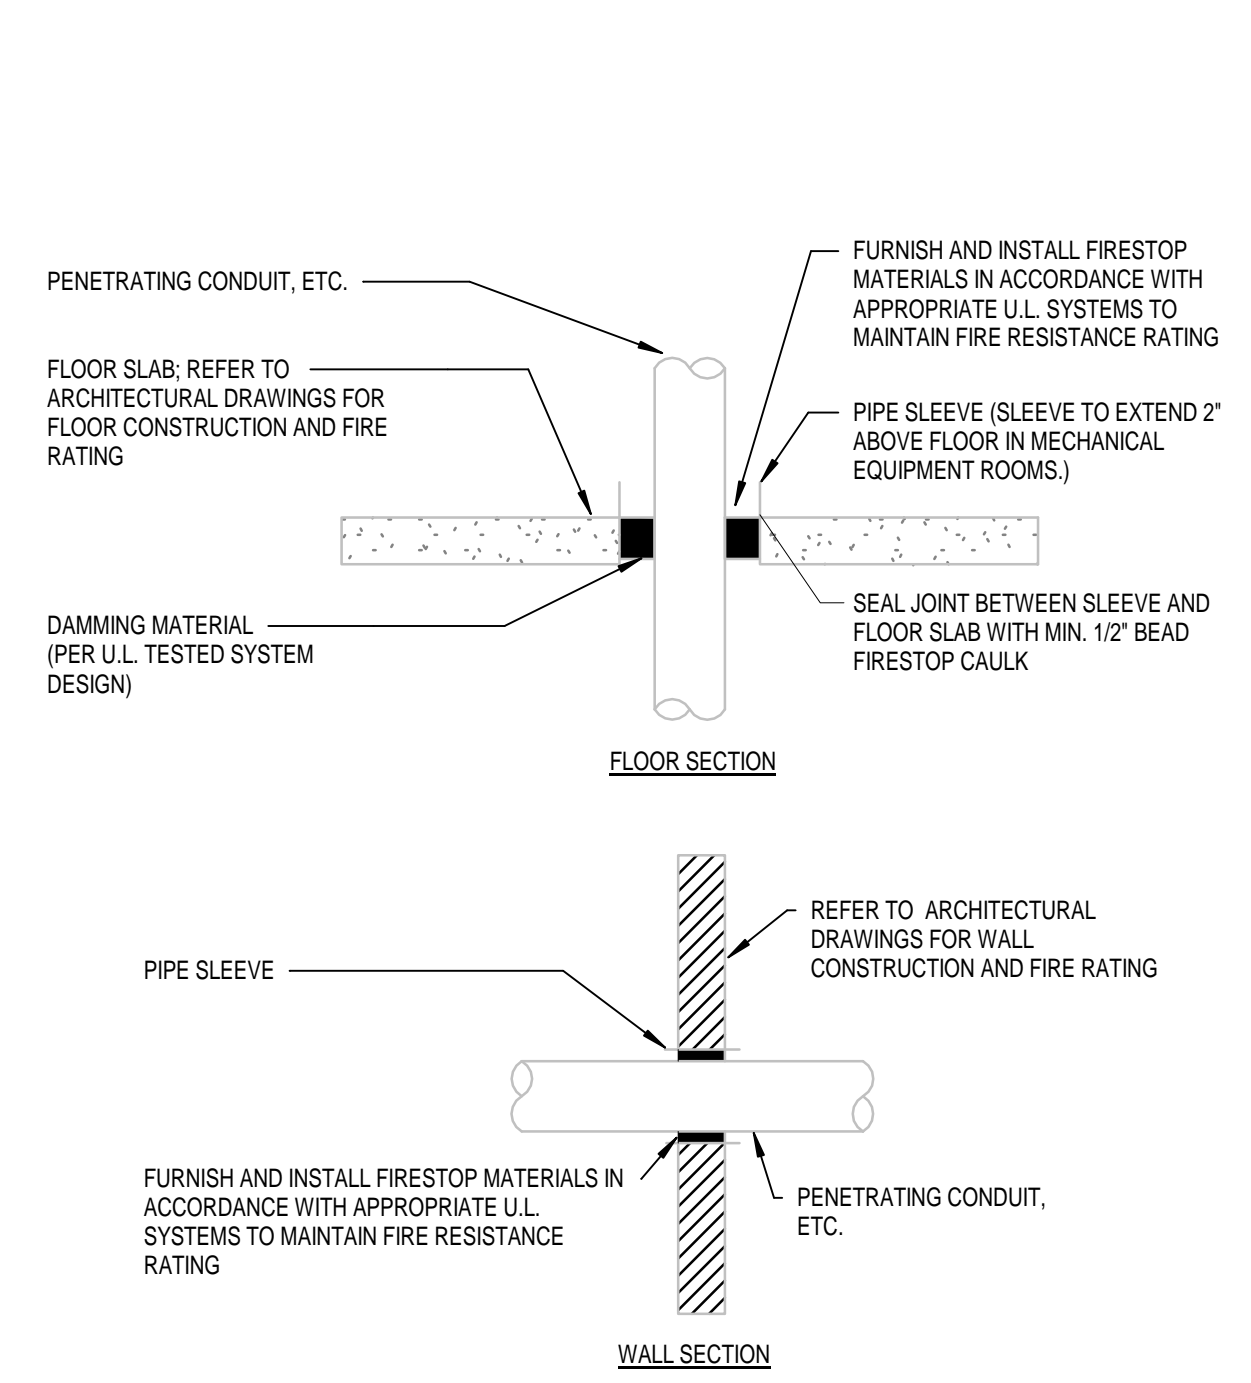 PENETRATING CONDUIT, ETC.
FLOOR SLAB; REFER TO
ARCHITECTURAL DRAWINGS FOR
FLOOR CONSTRUCTION AND FIRE
RATING
FURNISH AND INSTALL FIRESTOP
MATERIALS IN ACCORDANCE WITH
APPROPRIATE U.L. SYSTEMS TO
MAINTAIN FIRE RESISTANCE RATING
PIPE SLEEVE (SLEEVE TO EXTEND 2"
ABOVE FLOOR IN MECHANICAL
EQUIPMENT ROOMS.)
DAMMING MATERIAL
(PER U.L. TESTED SYSTEM
DESIGN)
SEAL JOINT BETWEEN SLEEVE AND
FLOOR SLAB WITH MIN. 1/2" BEAD
FIRESTOP CAULK
FLOOR SECTION
REFER TO ARCHITECTURAL
DRAWINGS FOR WALL
CONSTRUCTION AND FIRE RATING
PIPE SLEEVE
FURNISH AND INSTALL FIRESTOP MATERIALS IN
ACCORDANCE WITH APPROPRIATE U.L.
SYSTEMS TO MAINTAIN FIRE RESISTANCE
RATING
PENETRATING CONDUIT,
ETC.
WALL SECTION